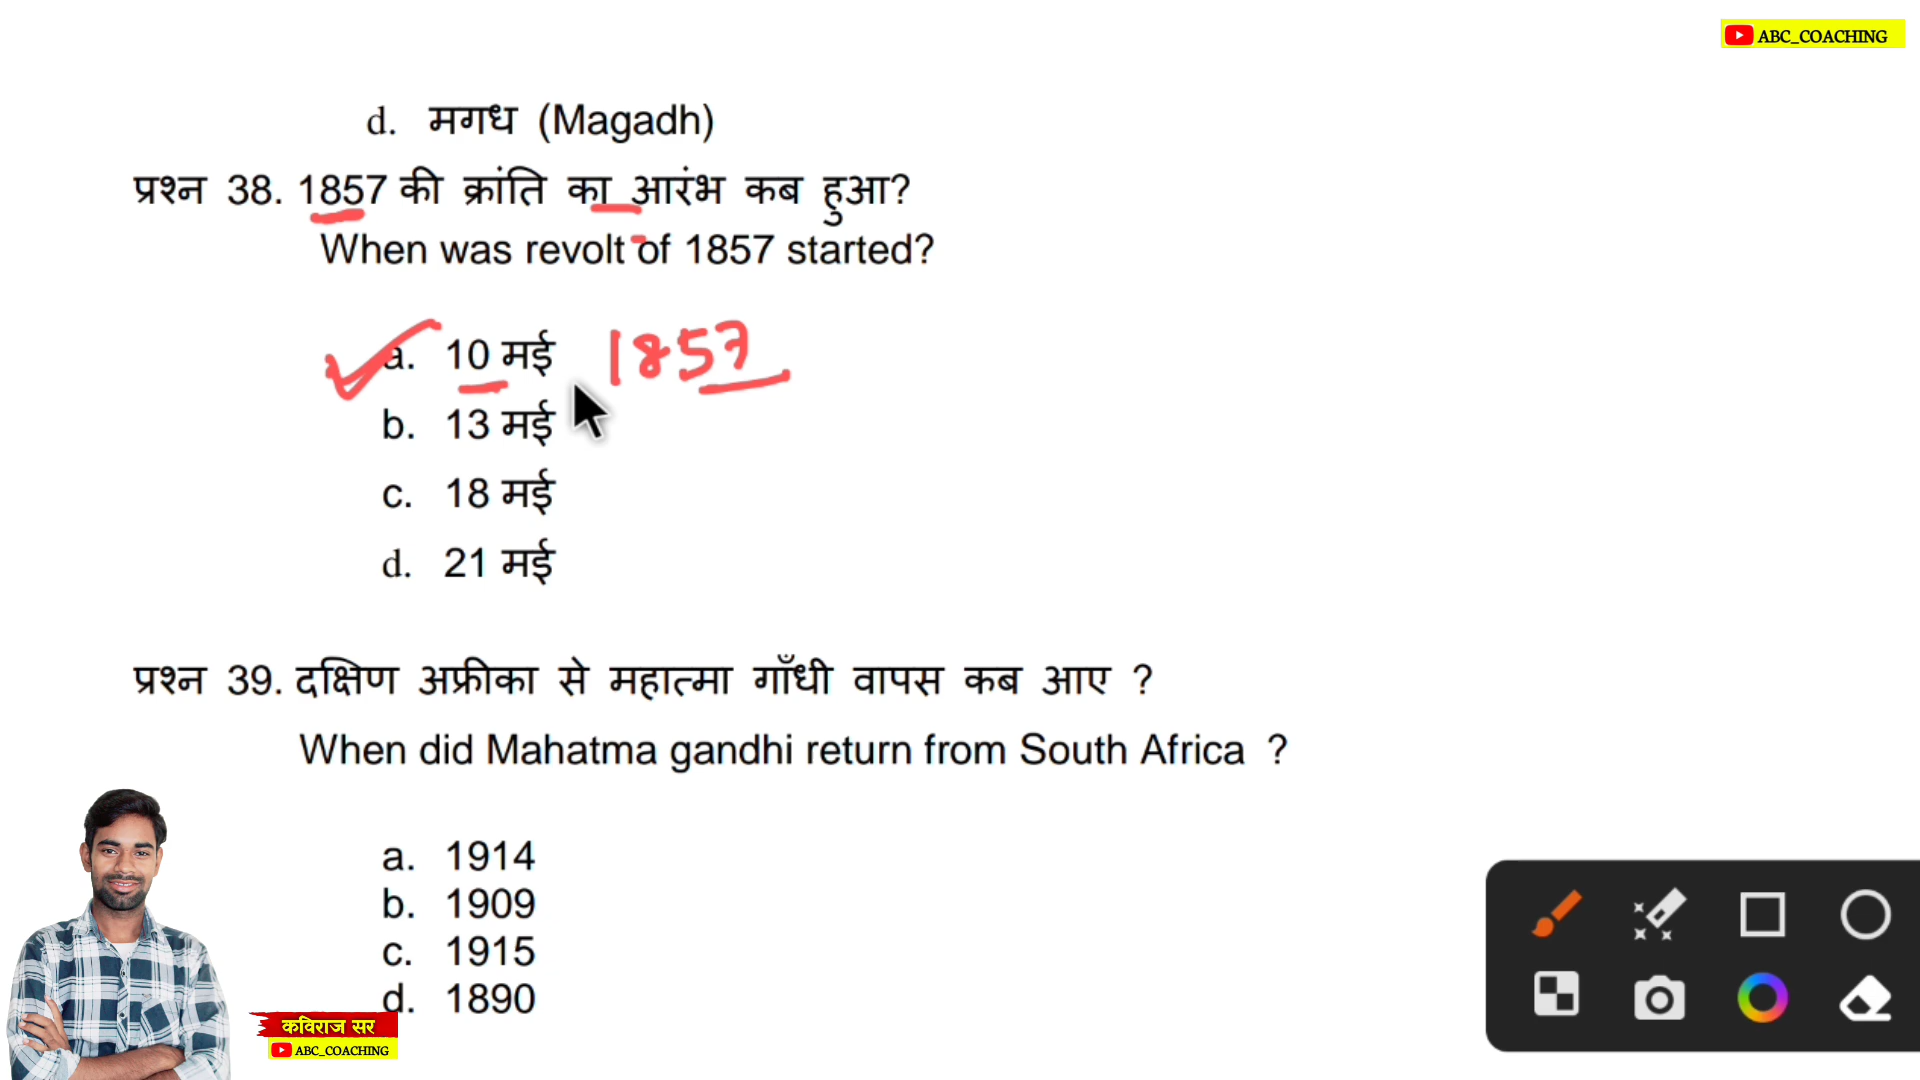 ABC_COACHING
d. मगध (Magadh)
प्रश्न 38. 1857 की क्रांति का आरंभ कब हुआ?
When was revolt of 1857 started?
a. 10 मई 1857
b. 13 मई
c. 18 मई
d. 21 मई
प्रश्न 39. दक्षिण अफ्रीका से महात्मा गाँधी वापस कब आए ?
When did Mahatma gandhi return from South Africa ?
a. 1914
b. 1909
c. 1915
d. 1890
कविराज सर
ABC_COACHING